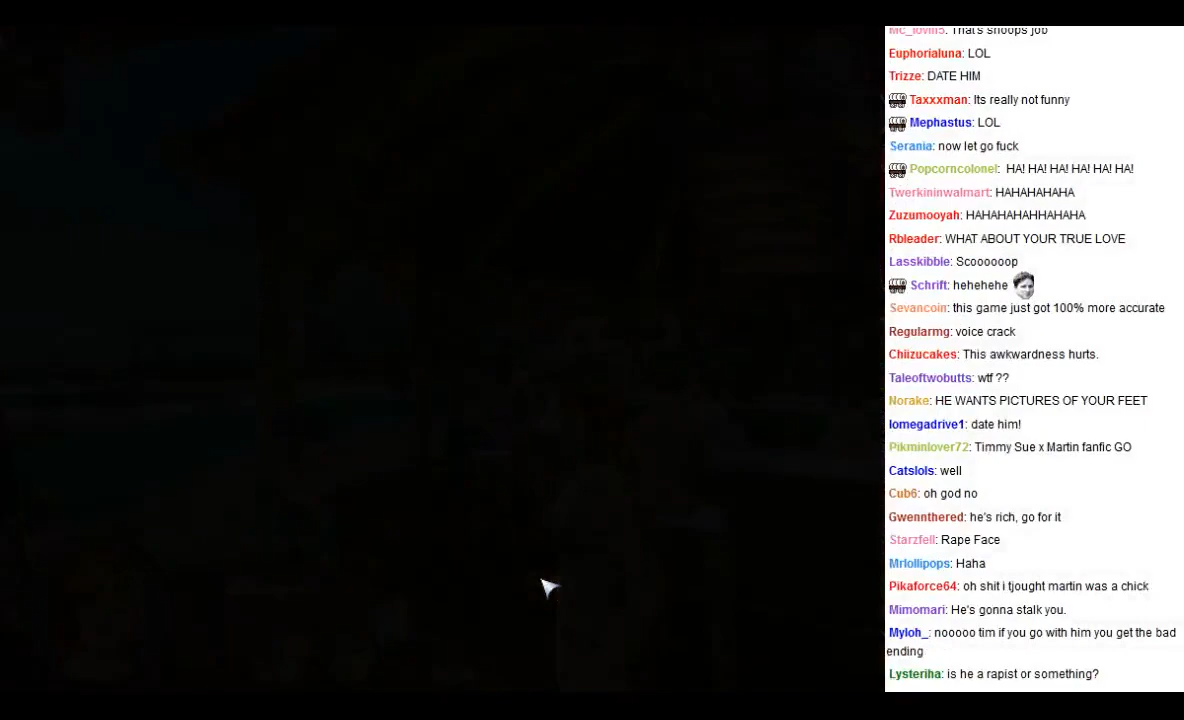 Mc_lovin5: That's snoops job
Euphorialuna: LOL
Trizze: DATE HIM
Taxxxman: Its really not funny
Mephastus: LOL
Serania: now let go fuck
Popcorncolonel: HA! HA! HA! HA! HA! HA!
Twerkininwalmart: HAHAHAHAHA
Zuzumooyah: HAHAHAHAHHAHAHA
Rbleader: WHAT ABOUT YOUR TRUE LOVE
Lasskibble: Scoooooop
Schrift: hehehehe
Sevancoin: this game just got 100% more accurate
Regularmg: voice crack
Chiizucakes: This awkwardness hurts.
Taleoftwobutts: wtf ??
Norake: HE WANTS PICTURES OF YOUR FEET
Iomegadrive1: date him!
Pikminlover72: Timmy Sue x Martin fanfic GO
Catslols: well
Cub6: oh god no
Gwennthered: he's rich, go for it
Starzfell: Rape Face
Mrlollipops: Haha
Pikaforce64: oh shit i tjought martin was a chick
Mimomari: He's gonna stalk you.
Myloh_: nooooo tim if you go with him you get the bad
ending
Lysteriha: is he a rapist or something?